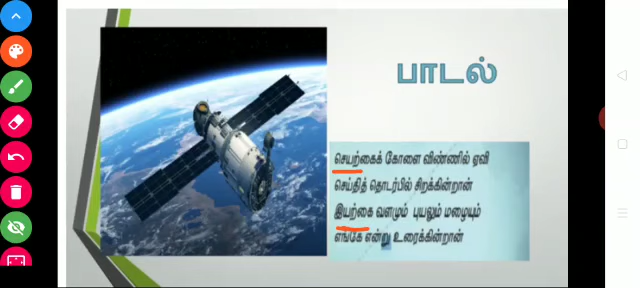 பாடல்
செயற்கைக் கோளை விண்ணில் ஏவி
செய்தித் தொடர்பில் சிறக்கின்றான்
இயற்கை வளமும் புயலும் மழையும்
எங்கே என்று உரைக்கின்றான்